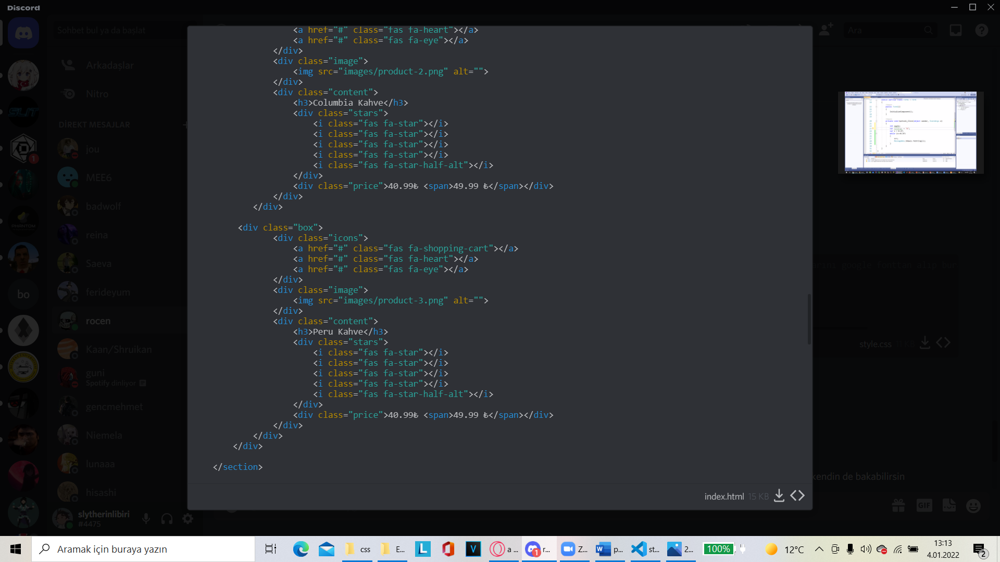 Discord
Sohbet bul ya da başlat
Arkadaşlar
Nitro
DİREKT MESAJLAR
jou
MEE6
badwolf
reina
Saeva
ferideyum
rocen
Kaan/Shruikan
guni
Spotify dinliyor
gencmehmet
Niemela
lunaaa
hisashi
slytherinlibiri
#4475
SLIT
1
PHANTOM
bo
<a href="#" class="fas fa-heart"></a>
<a href="#" class="fas fa-eye"></a>
</div>
<div class="image">
<img src="images/product-2.png" alt="">
</div>
<div class="content">
<h3>Columbia Kahve</h3>
<div class="stars">
<i class="fas fa-star"></i>
<i class="fas fa-star"></i>
<i class="fas fa-star"></i>
<i class="fas fa-star"></i>
<i class="fas fa-star-half-alt"></i>
</div>
<div class="price">40.99₺ <span>49.99 ₺</span></div>
</div>
</div>
<div class="box">
<div class="icons">
<a href="#" class="fas fa-shopping-cart"></a>
<a href="#" class="fas fa-heart"></a>
<a href="#" class="fas fa-eye"></a>
</div>
<div class="image">
<img src="images/product-3.png" alt="">
</div>
<div class="content">
<h3>Peru Kahve</h3>
<div class="stars">
<i class="fas fa-star"></i>
<i class="fas fa-star"></i>
<i class="fas fa-star"></i>
<i class="fas fa-star"></i>
<i class="fas fa-star-half-alt"></i>
</div>
<div class="price">40.99₺ <span>49.99 ₺</span></div>
</div>
</div>
</div>
</section>
index.html 15 KB
Ara
google fonttan alıp
style.css
kendin de bakabilirsin
GIF
Aramak için buraya yazın
css
E...
L
V
a ...
1
r...
Z...
W
p...
st...
2...
100%
12°C
13:13
4.01.2022
2